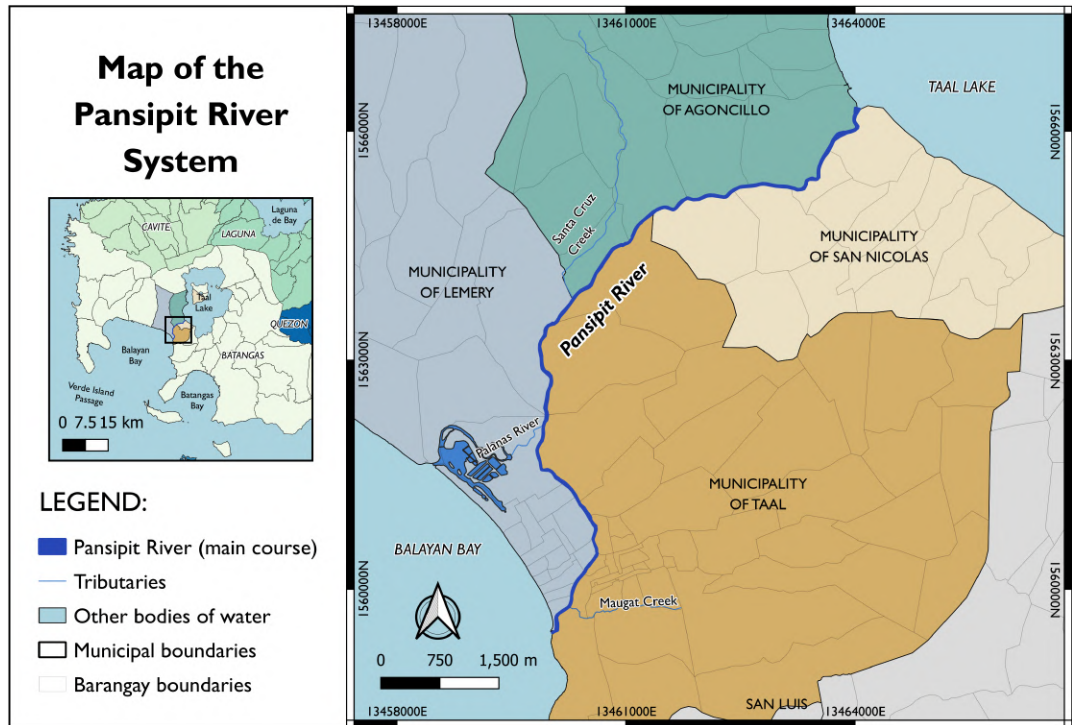 Map of the
Pansipit River
System
CAVITE
LAGUNA
Laguna
de Bay
Taal
Lake
QUEZON
Balayan
Bay
BATANGAS
Verde Island
Passage
Batangas
Bay
0 7.5 15 km
LEGEND:
Pansipit River (main course)
Tributaries
Other bodies of water
Municipal boundaries
Barangay boundaries
13458000E
13461000E
13464000E
1566000N
1566000N
MUNICIPALITY
OF AGONCILLO
TAAL LAKE
Santa Cruz
Creek
MUNICIPALITY
OF SAN NICOLAS
MUNICIPALITY
OF LEMERY
Pansipit River
1563000N
1563000N
Palanas River
MUNICIPALITY
OF TAAL
BALAYAN BAY
1560000N
1560000N
Maugat Creek
0 750 1,500 m
SAN LUIS
13458000E
13461000E
13464000E